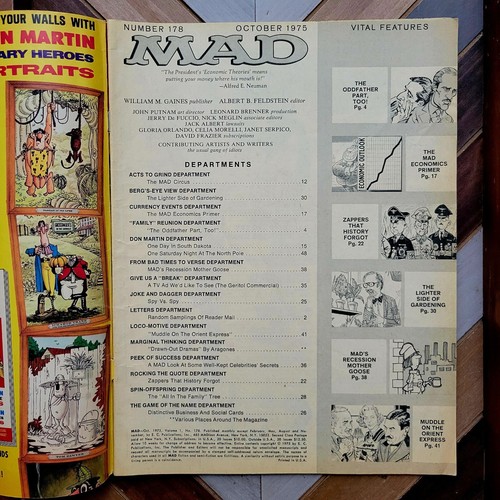 YOUR WALLS WITH
N MARTIN
ARY HEROES
RTRAITS
NUMBER 178 OCTOBER 1975
MAD
"The President's 'Economic Theories' means
putting your money where his mouth is!"
—Alfred E. Neuman
WILLIAM M. GAINES publisher ALBERT B. FELDSTEIN editor
JOHN PUTNAM art director LEONARD BRENNER production
JERRY De FUCCIO, NICK MEGLIN associate editors
JACK ALBERT lawsuits
GLORIA ORLANDO, CELIA MORELLI, JANET SERPICO,
DAVID FRAZIER subscriptions
CONTRIBUTING ARTISTS AND WRITERS
the usual gang of idiots
DEPARTMENTS
ACTS TO GRIND DEPARTMENT
The MAD Circus 12
BERG'S-EYE VIEW DEPARTMENT
The Lighter Side of Gardening 30
CURRENCY EVENTS DEPARTMENT
The MAD Economics Primer 17
"FAMILY" REUNION DEPARTMENT
"The Oddfather Part, Too!" 4
DON MARTIN DEPARTMENT
One Day in South Dakota 15
One Saturday Night At The North Pole 48
FROM BAD TIMES TO VERSE DEPARTMENT
MAD's Recession Mother Goose 38
GIVE US A "BREAK" DEPARTMENT
A TV Ad We'd Like To See (The Geritol Commercial) 35
JOKE AND DAGGER DEPARTMENT
Spy Vs. Spy 25
LETTERS DEPARTMENT
Random Samplings Of Reader Mail 2
LOCO-MOTIVE DEPARTMENT
"Muddle On The Orient Express" 41
MARGINAL THINKING DEPARTMENT
"Drawn-Out Dramas" By Aragones **
PEEK OF SUCCESS DEPARTMENT
A MAD Look At Some Well-Kept Celebrities' Secrets 36
ROCKING THE QUOTE DEPARTMENT
Zappers That History Forgot 22
SPIN-OFFSPRING DEPARTMENT
The "All In The Family" Tree 28
THE GAME OF THE NAME DEPARTMENT
Distinctive Business And Social Cards 26
**Various Places Around The Magazine
VITAL FEATURES
THE
ODDFATHER
PART,
TOO!
Pg. 4
ECONOMIC OUTLOOK
THE
MAD
ECONOMICS
PRIMER
Pg. 17
ZAPPERS
THAT
HISTORY
FORGOT
Pg. 22
THE
LIGHTER
SIDE OF
GARDENING
Pg. 30
MAD'S
RECESSION
MOTHER
GOOSE
Pg. 38
MUDDLE
ON THE
ORIENT
EXPRESS
Pg. 41